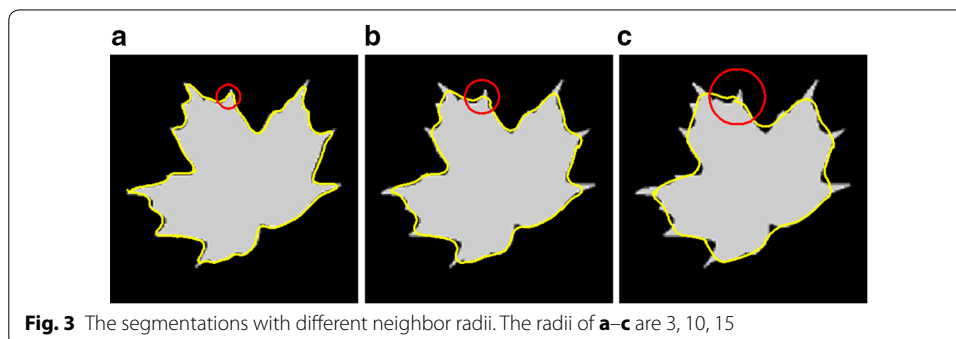 a b c
Fig. 3 The segmentations with different neighbor radii. The radii of a–c are 3, 10, 15